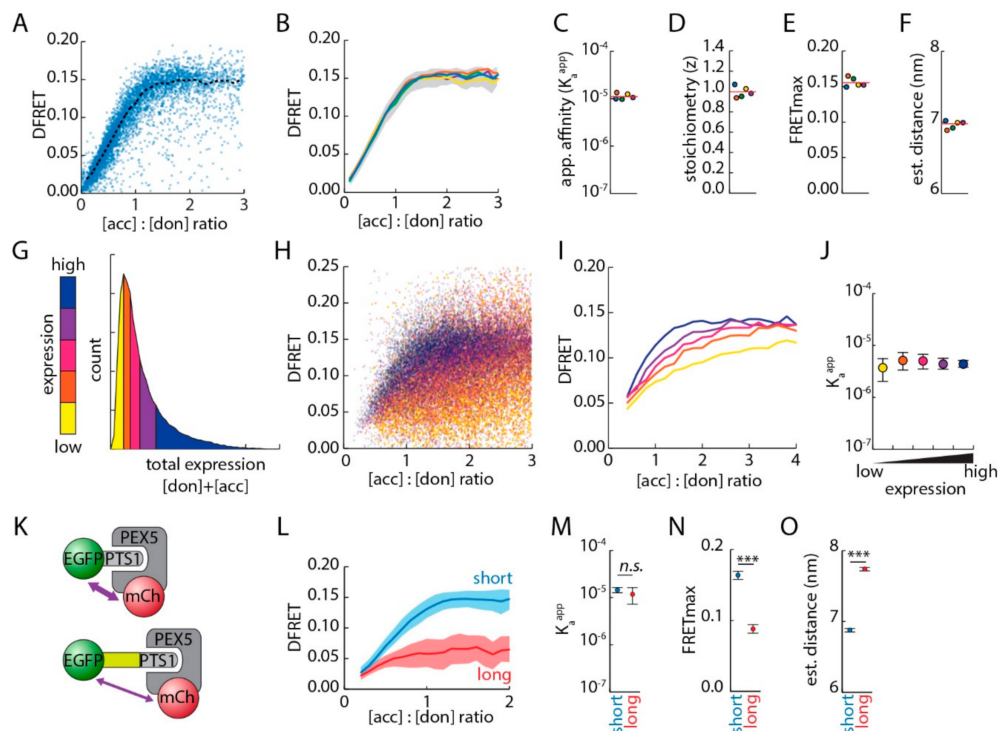 A
DFRET
0.20
0.15
0.10
0.05
0.00
0
1
2
3
[acc] : [don] ratio
B
DFRET
0.20
0.15
0.10
0.05
0.00
0
1
2
3
[acc] : [don] ratio
C
app. affinity (Kₐᵃᵖᵖ)
10⁻⁴
10⁻⁵
10⁻⁶
10⁻⁷
D
stoichiometry (z)
1.4
1.2
1.0
0.8
0.6
0.4
0.2
0.0
E
FRETmax
0.20
0.15
0.10
0.05
0.00
F
est. distance (nm)
8
7
6
G
high
expression
low
count
total expression
[don]+[acc]
H
DFRET
0.25
0.20
0.15
0.10
0.05
0.00
0
1
2
3
[acc] : [don] ratio
I
DFRET
0.20
0.15
0.10
0.05
0.00
0
1
2
3
4
[acc] : [don] ratio
J
Kₐᵃᵖᵖ
10⁻⁴
10⁻⁵
10⁻⁶
10⁻⁷
low
high
expression
K
PEX5
EGFP
PTS1
mCh
PEX5
EGFP
PTS1
mCh
L
DFRET
0.20
0.15
0.10
0.05
0.00
0
1
2
short
long
[acc] : [don] ratio
M
Kₐᵃᵖᵖ
10⁻⁴
10⁻⁵
10⁻⁶
10⁻⁷
n.s.
short
long
N
FRETmax
0.2
0.1
0.0
***
short
long
O
est. distance (nm)
8
7
6
***
short
long